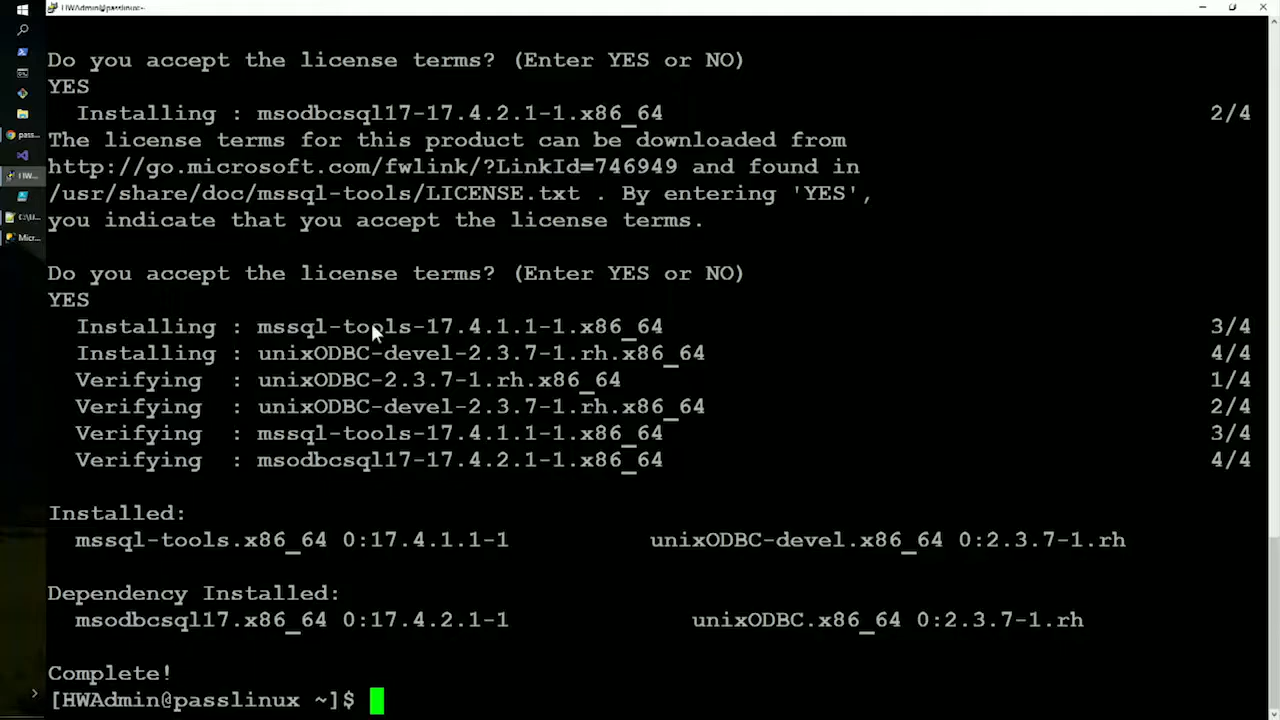 HWAdmin@passlinux:~
Do you accept the license terms? (Enter YES or NO)
YES
Installing : msodbcsql17-17.4.2.1-1.x86_64 2/4
The license terms for this product can be downloaded from
http://go.microsoft.com/fwlink/?LinkId=746949 and found in
/usr/share/doc/mssql-tools/LICENSE.txt . By entering 'YES',
you indicate that you accept the license terms.
Do you accept the license terms? (Enter YES or NO)
YES
Installing : mssql-tools-17.4.1.1-1.x86_64 3/4
Installing : unixODBC-devel-2.3.7-1.rh.x86_64 4/4
Verifying : unixODBC-2.3.7-1.rh.x86_64 1/4
Verifying : unixODBC-devel-2.3.7-1.rh.x86_64 2/4
Verifying : mssql-tools-17.4.1.1-1.x86_64 3/4
Verifying : msodbcsql17-17.4.2.1-1.x86_64 4/4
Installed:
mssql-tools.x86_64 0:17.4.1.1-1 unixODBC-devel.x86_64 0:2.3.7-1.rh
Dependency Installed:
msodbcsql17.x86_64 0:17.4.2.1-1 unixODBC.x86_64 0:2.3.7-1.rh
Complete!
[HWAdmin@passlinux ~]$
pass...
HW...
Micr...